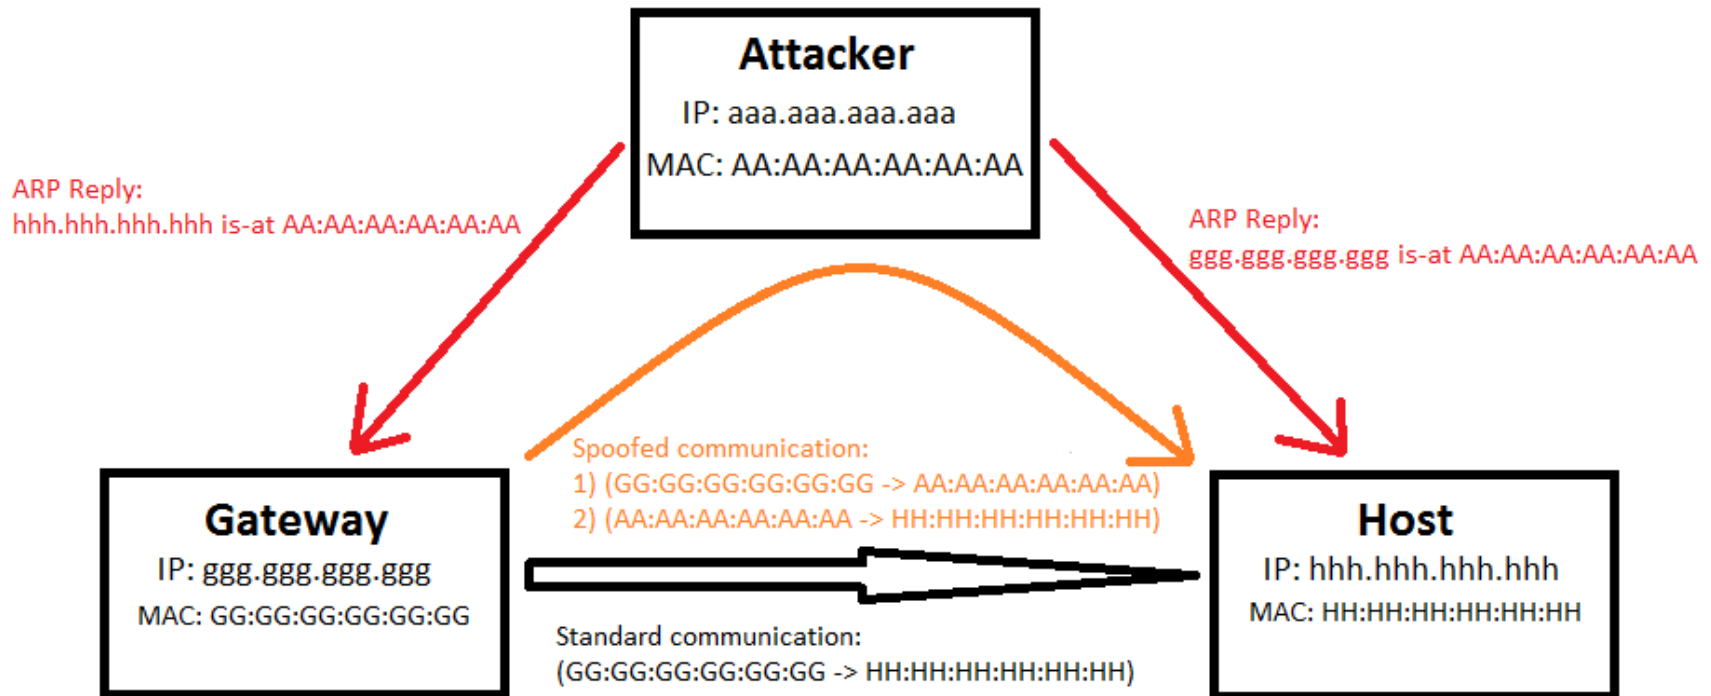 Attacker
IP: aaa.aaa.aaa.aaa
MAC: AA:AA:AA:AA:AA:AA
ARP Reply:
hhh.hhh.hhh.hhh is-at AA:AA:AA:AA:AA:AA
ARP Reply:
ggg.ggg.ggg.ggg is-at AA:AA:AA:AA:AA:AA
Spoofed communication:
1) (GG:GG:GG:GG:GG:GG -> AA:AA:AA:AA:AA:AA)
2) (AA:AA:AA:AA:AA:AA -> HH:HH:HH:HH:HH:HH)
Gateway
IP: ggg.ggg.ggg.ggg
MAC: GG:GG:GG:GG:GG:GG
Host
IP: hhh.hhh.hhh.hhh
MAC: HH:HH:HH:HH:HH:HH
Standard communication:
(GG:GG:GG:GG:GG:GG -> HH:HH:HH:HH:HH:HH)